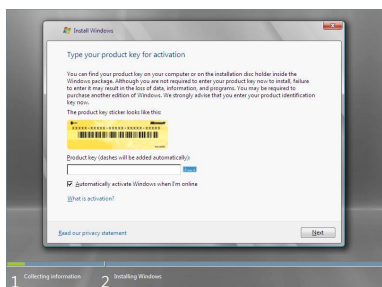 Install Windows
Type your product key for activation
You can find your product key on your computer or on the installation disc holder inside the
Windows package. Although you are not required to enter your product key now to install, failure
to enter it may result in the loss of data, information, and programs. You may be required to
purchase another edition of Windows. We strongly advise that you enter your product identification
key now.
The product key sticker looks like this:
XXXXX-XXXXX-XXXXX-XXXXX-XXXXX
Product key (dashes will be added automatically):
Automatically activate Windows when I'm online
What is activation?
Read our privacy statement
Next
1 Collecting information
2 Installing Windows